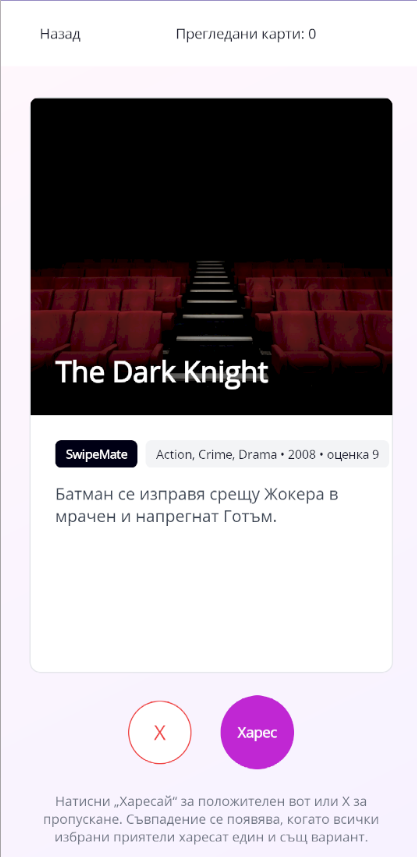 Назад
Прегледани карти: 0
The Dark Knight
SwipeMate
Action, Crime, Drama • 2008 • оценка 9
Батман се изправя срещу Жокера в
мрачен и напрегнат Готъм.
X
Харес
Натисни „Харесай“ за положителен вот или X за
пропускане. Съвпадение се появява, когато всички
избрани приятели харесат един и същ вариант.